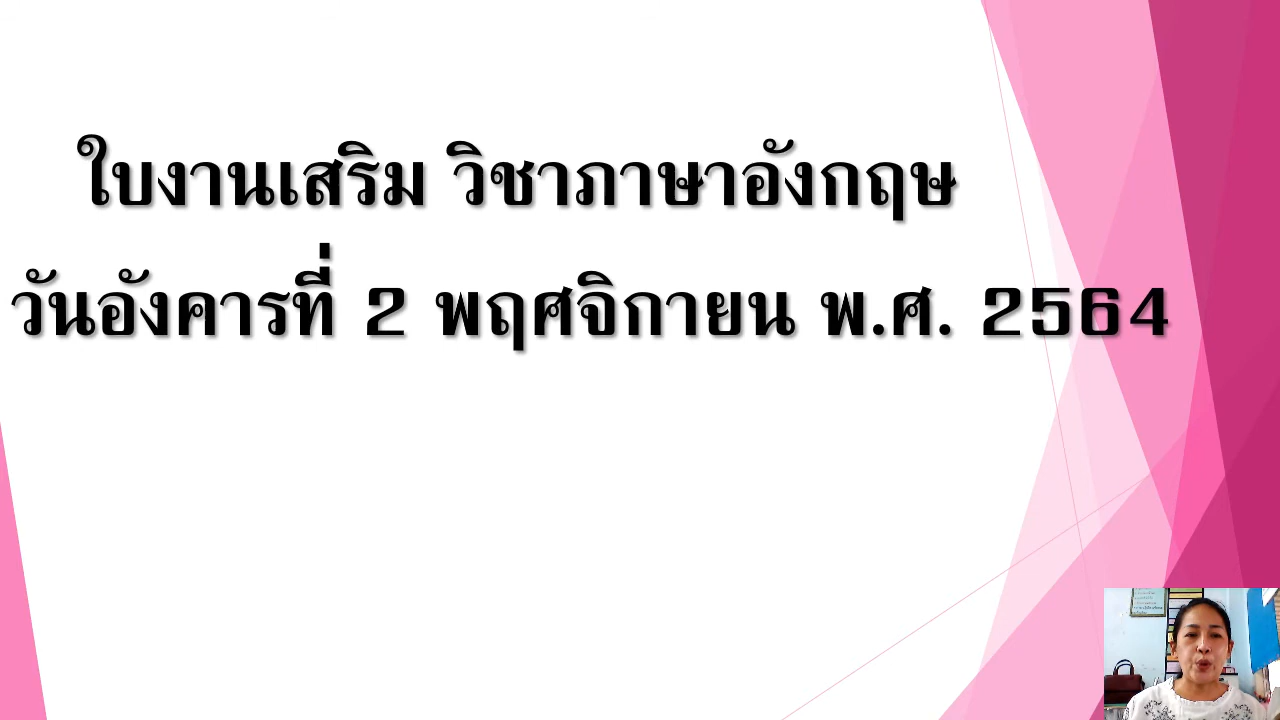 ใบงานเสริม วิชาภาษาอังกฤษ
วันอังคารที่ 2 พฤศจิกายน พ.ศ. 2564